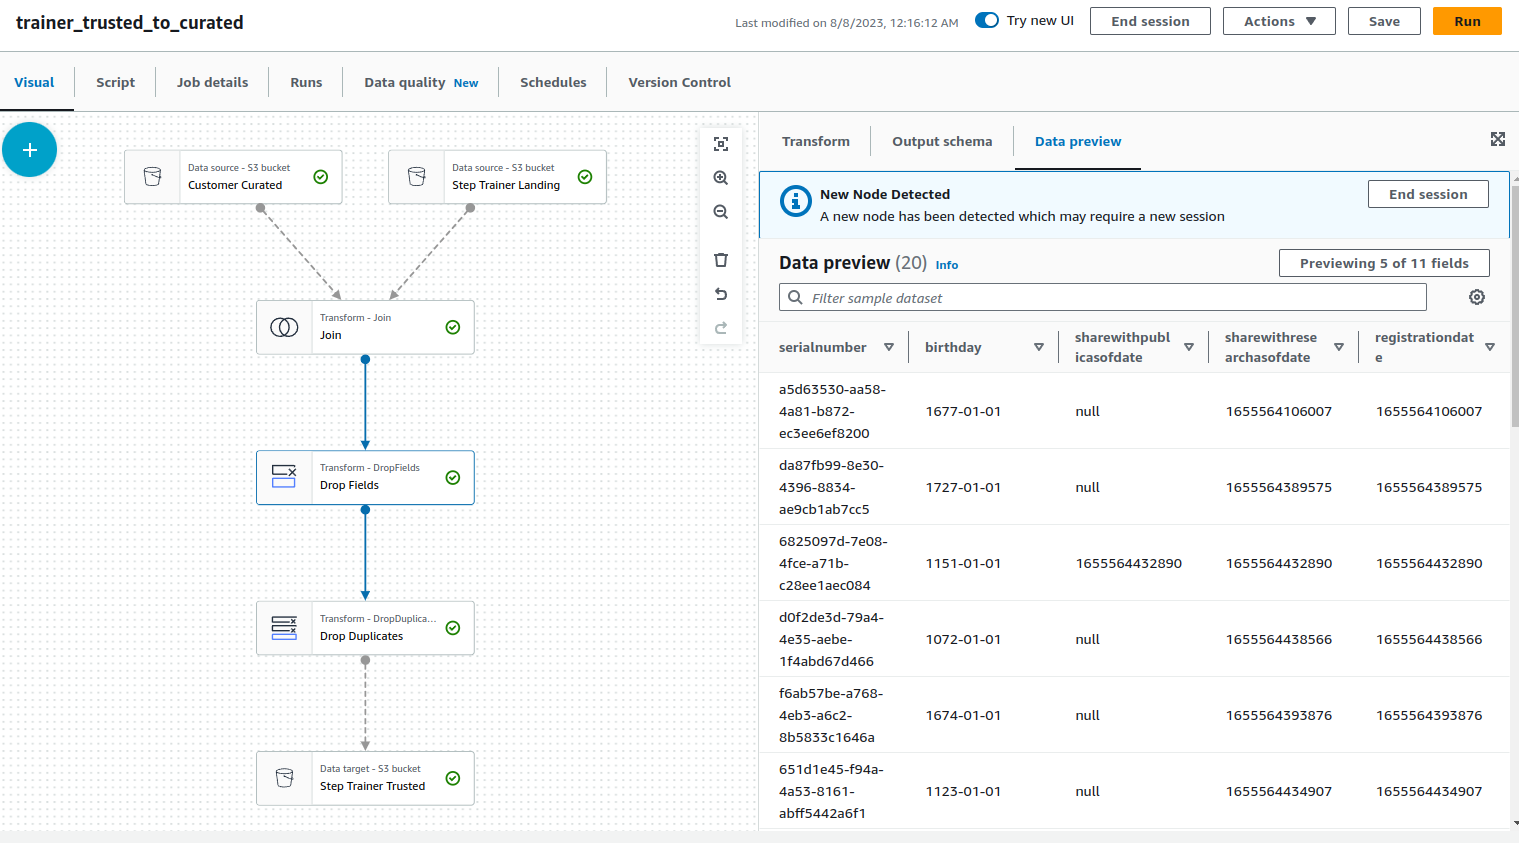 trainer_trusted_to_curated
Last modified on 8/8/2023, 12:16:12 AM
Try new UI
End session
Actions
Save
Run
Visual
Script
Job details
Runs
Data quality New
Schedules
Version Control
Data source - S3 bucket
Customer Curated
Data source - S3 bucket
Step Trainer Landing
Transform - Join
Join
Transform - DropFields
Drop Fields
Transform - DropDuplica...
Drop Duplicates
Data target - S3 bucket
Step Trainer Trusted
Transform
Output schema
Data preview
New Node Detected
A new node has been detected which may require a new session
End session
Data preview (20) Info
Previewing 5 of 11 fields
Filter sample dataset
serialnumber
birthday
sharewithpubl
icasofdate
sharewithrese
archasofdate
registrationdat
e
a5d63530-aa58-
4a81-b872-
ec3ee6ef8200
1677-01-01
null
1655564106007
1655564106007
da87fb99-8e30-
4396-8834-
ae9cb1ab7cc5
1727-01-01
null
1655564389575
1655564389575
6825097d-7e08-
4fce-a71b-
c28ee1aec084
1151-01-01
1655564432890
1655564432890
1655564432890
d0f2de3d-79a4-
4e35-aebe-
1f4abd67d466
1072-01-01
null
1655564438566
1655564438566
f6ab57be-a768-
4eb3-a6c2-
8b5833c1646a
1674-01-01
null
1655564393876
1655564393876
651d1e45-f94a-
4a53-8161-
abff5442a6f1
1123-01-01
null
1655564434907
1655564434907